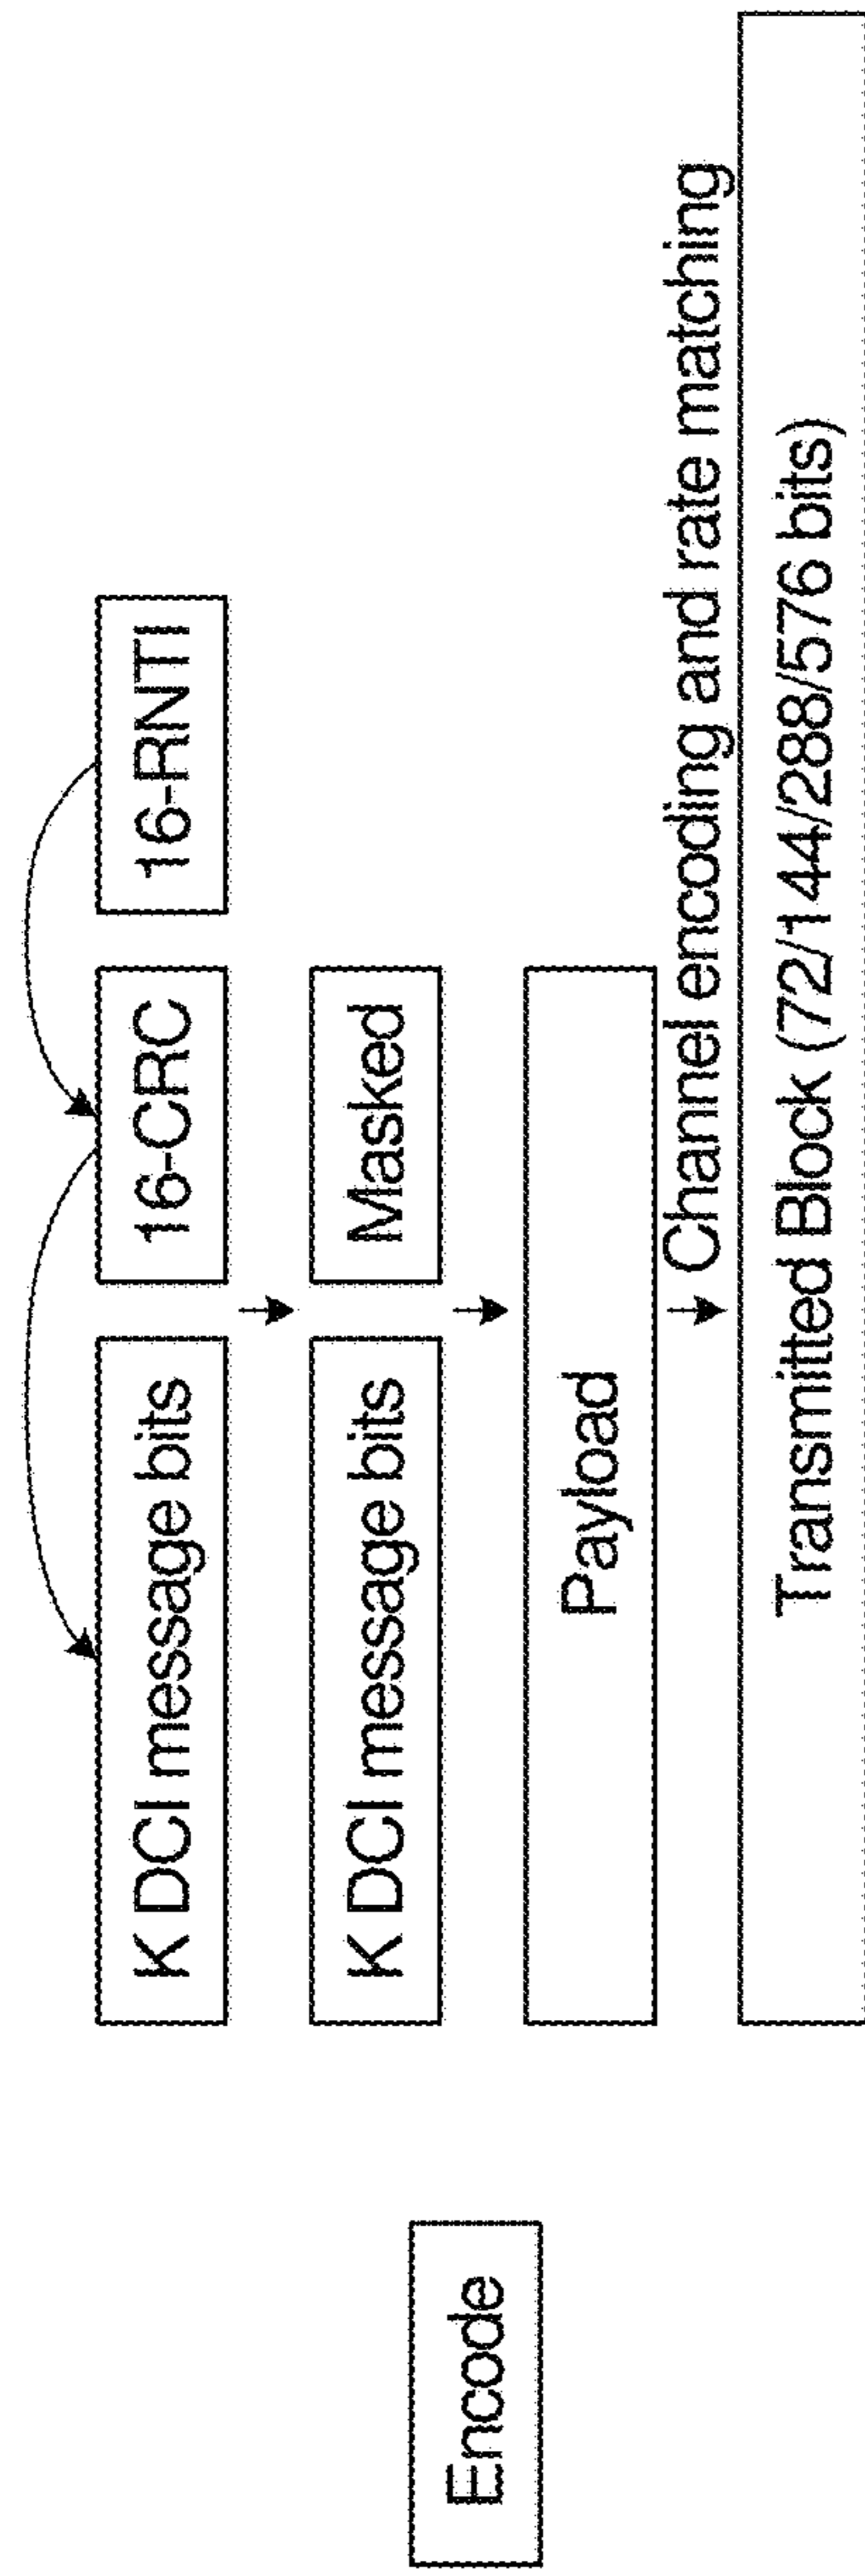 Encode
K DCI message bits
16-CRC
16-RNTI
K DCI message bits
Masked
Payload
Channel encoding and rate matching
Transmitted Block (72/144/288/576 bits)